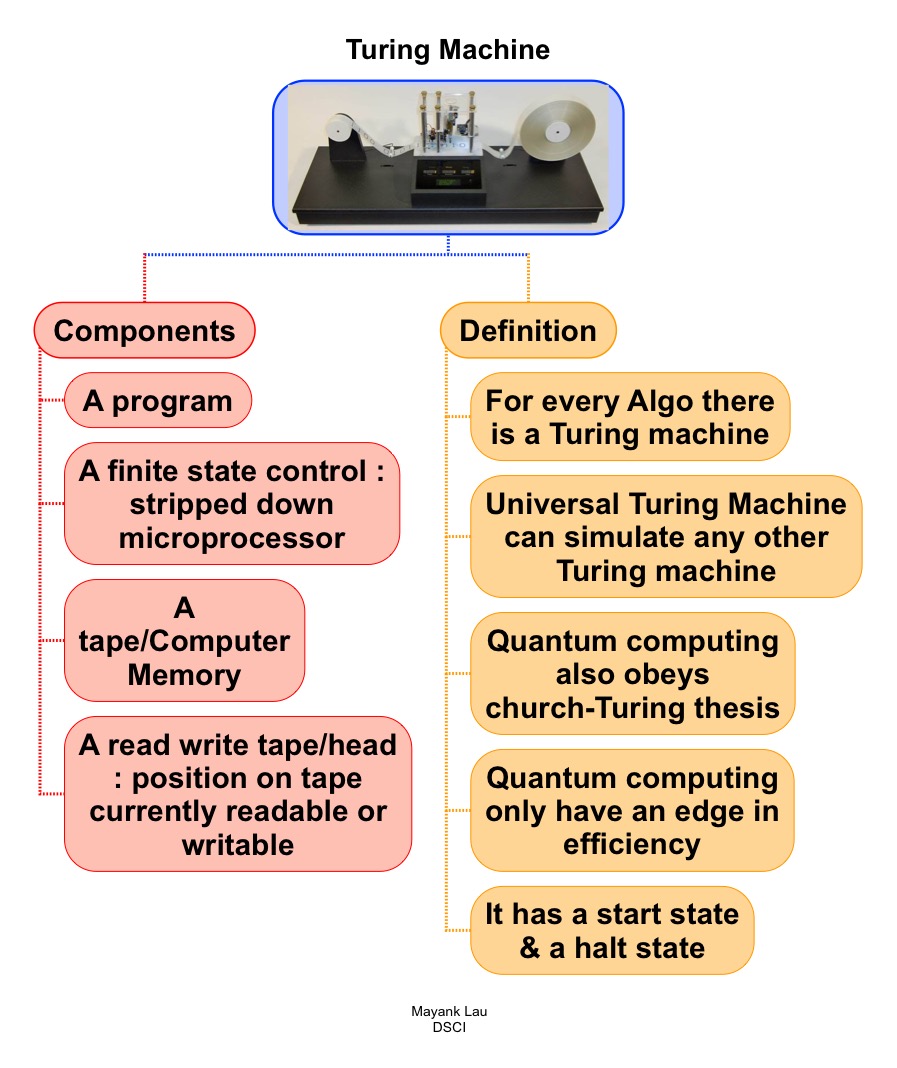 Turing Machine
Components
A program
A finite state control :
stripped down
microprocessor
A
tape/Computer
Memory
A read write tape/head
: position on tape
currently readable or
writable
Definition
For every Algo there
is a Turing machine
Universal Turing Machine
can simulate any other
Turing machine
Quantum computing
also obeys
church-Turing thesis
Quantum computing
only have an edge in
efficiency
It has a start state
& a halt state
Mayank Lau
DSCI